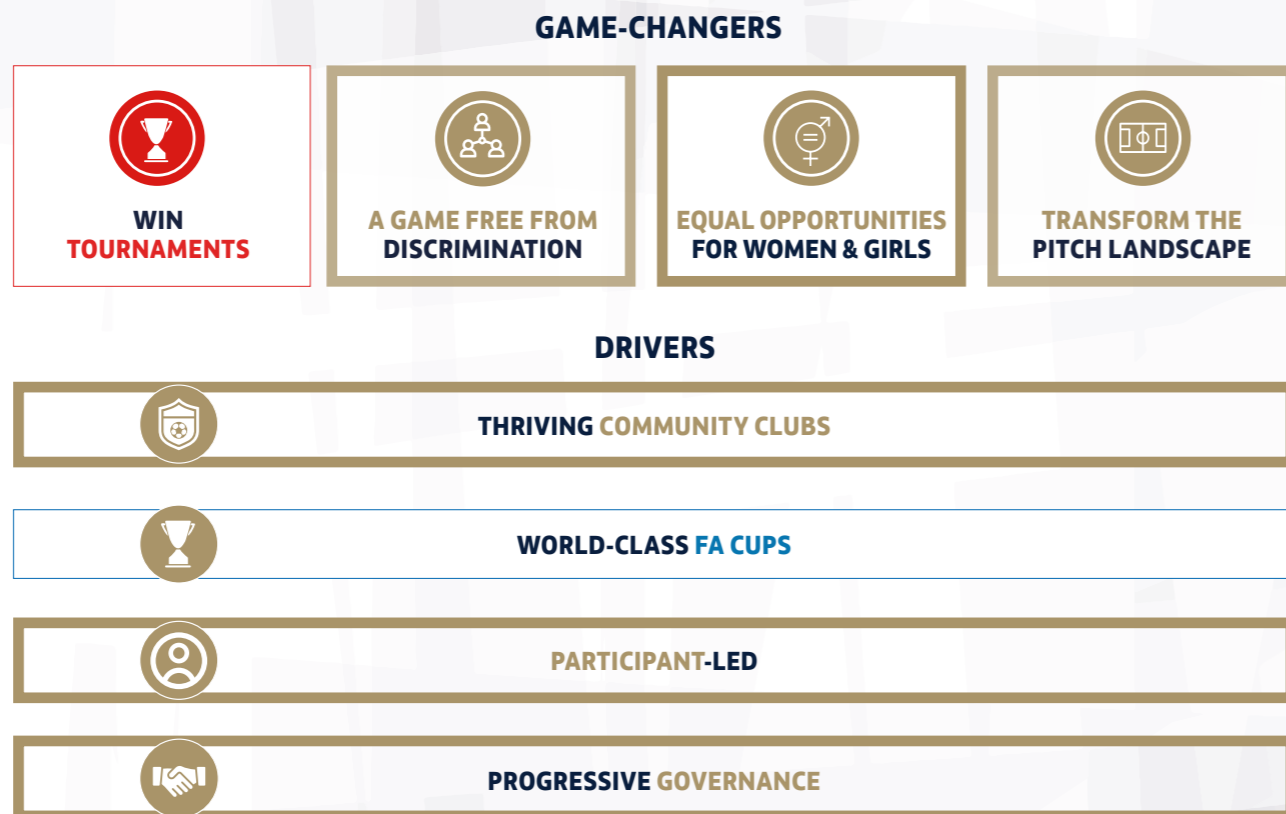 GAME-CHANGERS
WIN
TOURNAMENTS
A GAME FREE FROM
DISCRIMINATION
EQUAL OPPORTUNITIES
FOR WOMEN & GIRLS
TRANSFORM THE
PITCH LANDSCAPE
DRIVERS
THRIVING COMMUNITY CLUBS
WORLD-CLASS FA CUPS
PARTICIPANT-LED
PROGRESSIVE GOVERNANCE